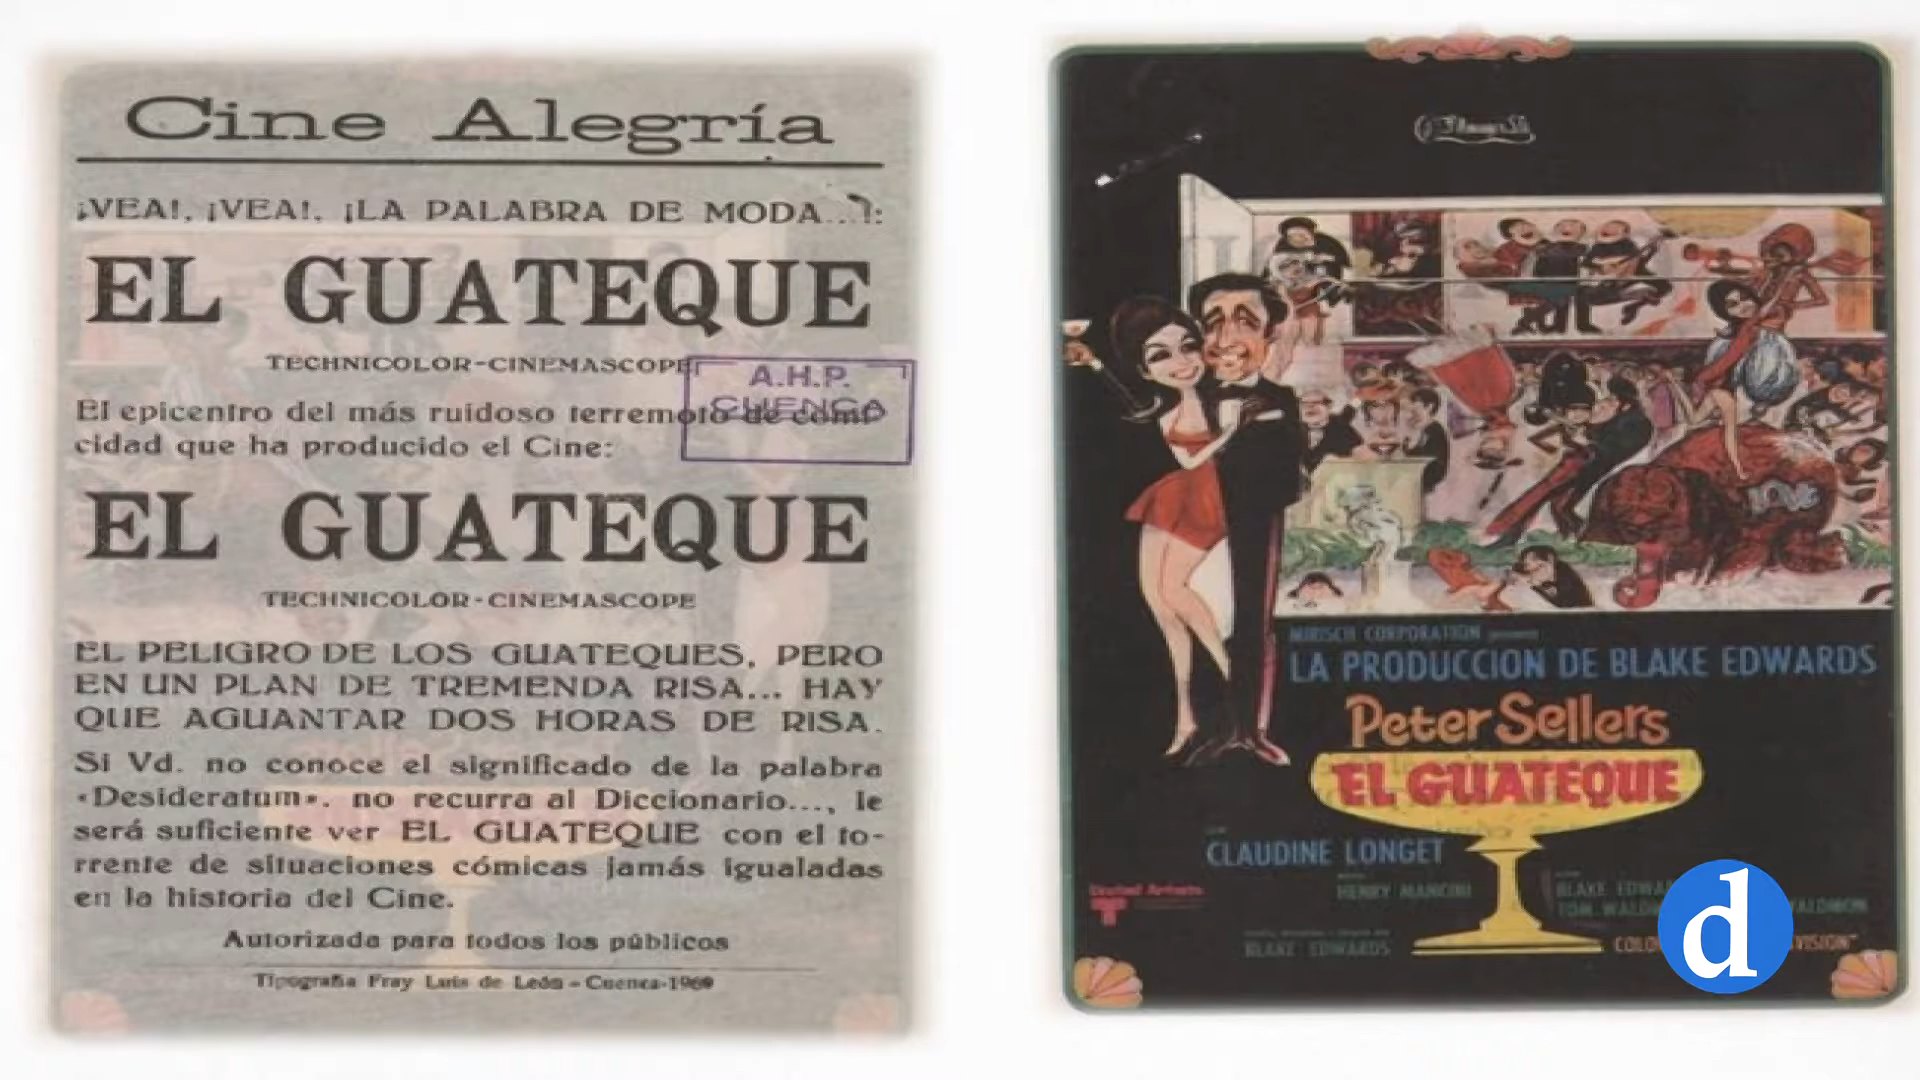 Cine Alegría
¡VEA!, ¡VEA!, ¡LA PALABRA DE MODA...!:
EL GUATEQUE
TECHNICOLOR-CINEMASCOPE
A.H.P.
CUENCA
El epicentro del más ruidoso terremoto de comi-
cidad que ha producido el Cine:
EL GUATEQUE
TECHNICOLOR-CINEMASCOPE
EL PELIGRO DE LOS GUATEQUES, PERO
EN UN PLAN DE TREMENDA RISA... HAY
QUE AGUANTAR DOS HORAS DE RISA.
Si Vd. no conoce el significado de la palabra
«Desideratum», no recurra al Diccionario..., le
será suficiente ver EL GUATEQUE con el to-
rrente de situaciones cómicas jamás igualadas
en la historia del Cine.
Autorizada para todos los públicos
Tipografía Fray Luis de León - Cuenca-1969
MIRISCH CORPORATION
LA PRODUCCION DE BLAKE EDWARDS
Peter Sellers
EL GUATEQUE
CLAUDINE LONGET
United Artists
T
HENRY MANCINI
BLAKE
TOM
BLAKE EDWARDS
d